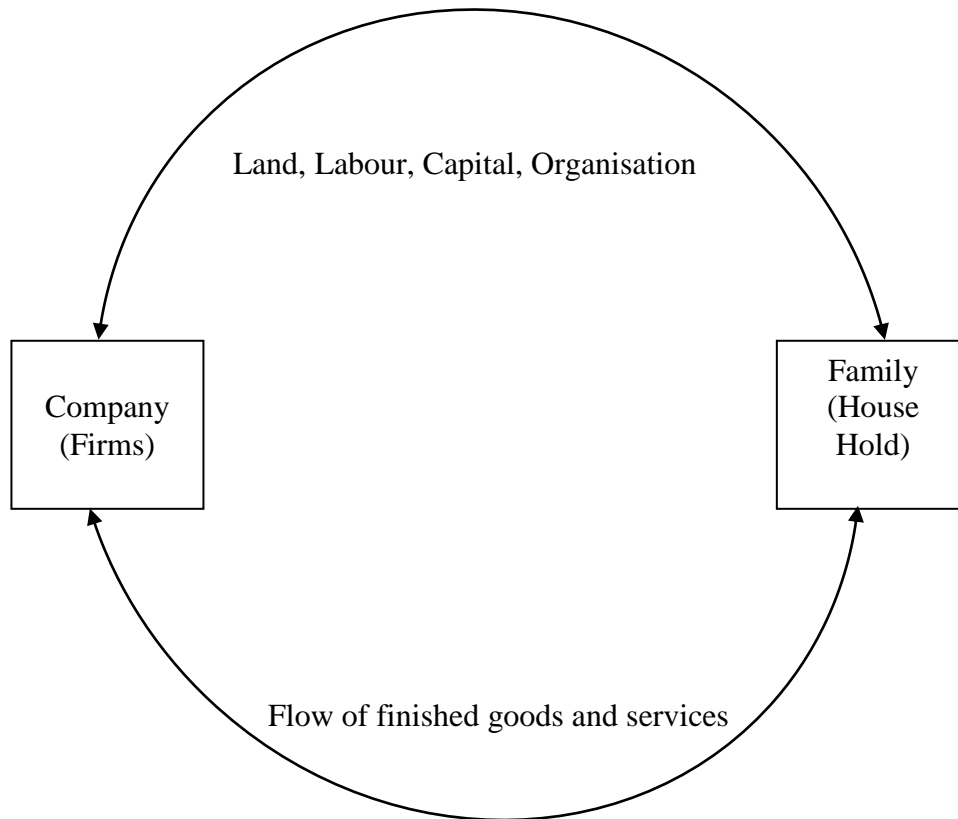 Land, Labour, Capital, Organisation
Company
(Firms)
Family
(House
Hold)
Flow of finished goods and services